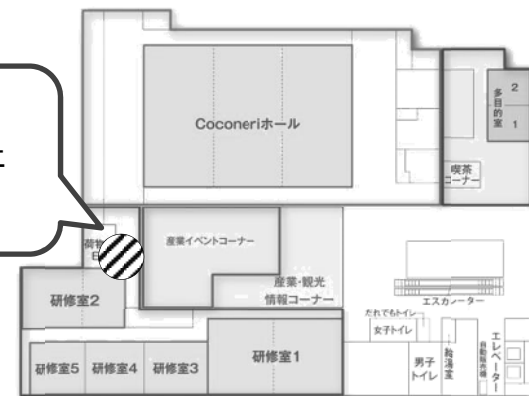 Coconeriホール
多目的室
2
1
喫茶
コーナー
産業イベントコーナー
産業・観光
情報コーナー
エスカレーター
研修室2
だれでもトイレ
女子トイレ
男子
トイレ
給湯室
自動販売機
エレベーター
研修室5
研修室4
研修室3
研修室1